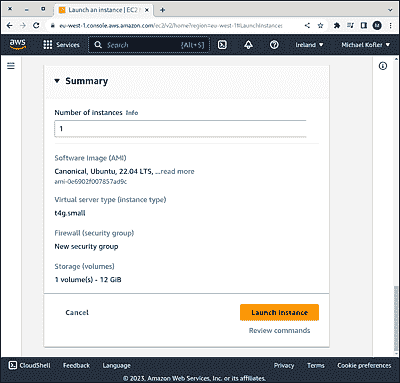 Launch an instance | EC2
eu-west-1.console.aws.amazon.com/ec2/v2/home?region=eu-west-1#LaunchInstances:
M
aws
Services
Search
[Alt+S]
Ireland
Michael Kofler
Summary
Number of instances Info
1
Software Image (AMI)
Canonical, Ubuntu, 22.04 LTS, ...read more
ami-0e6902f007857ad9c
Virtual server type (instance type)
t4g.small
Firewall (security group)
New security group
Storage (volumes)
1 volume(s) - 12 GiB
Cancel
Launch instance
Review commands
CloudShell
Feedback
Language
Privacy
Terms
Cookie preferences
© 2023, Amazon Web Services, Inc. or its affiliates.